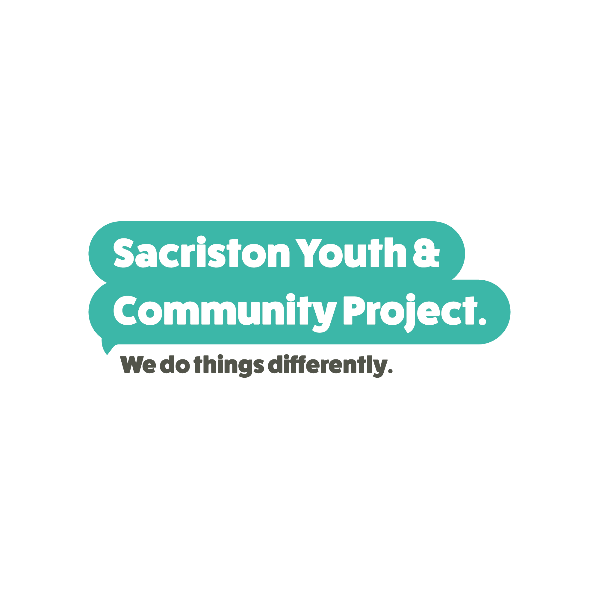 Sacriston Youth &
Community Project.
We do things differently.